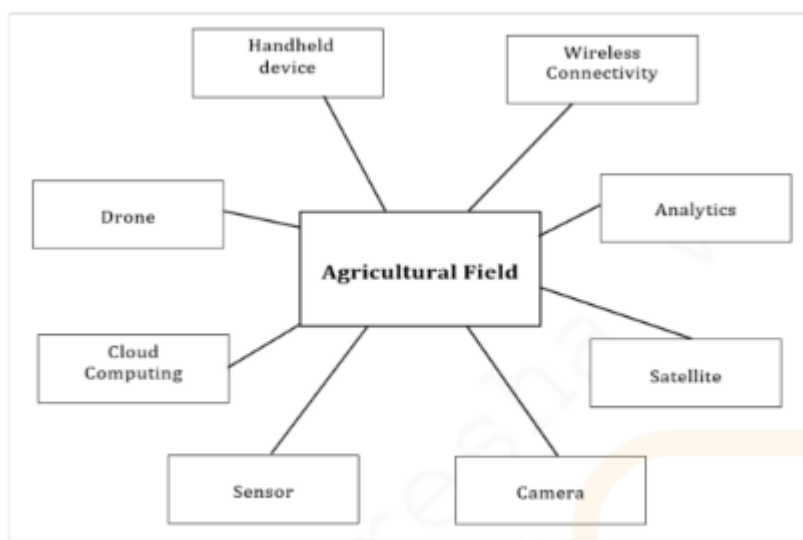 Handheld
device
Wireless
Connectivity
Drone
Analytics
Agricultural Field
Cloud
Computing
Satellite
Sensor
Camera